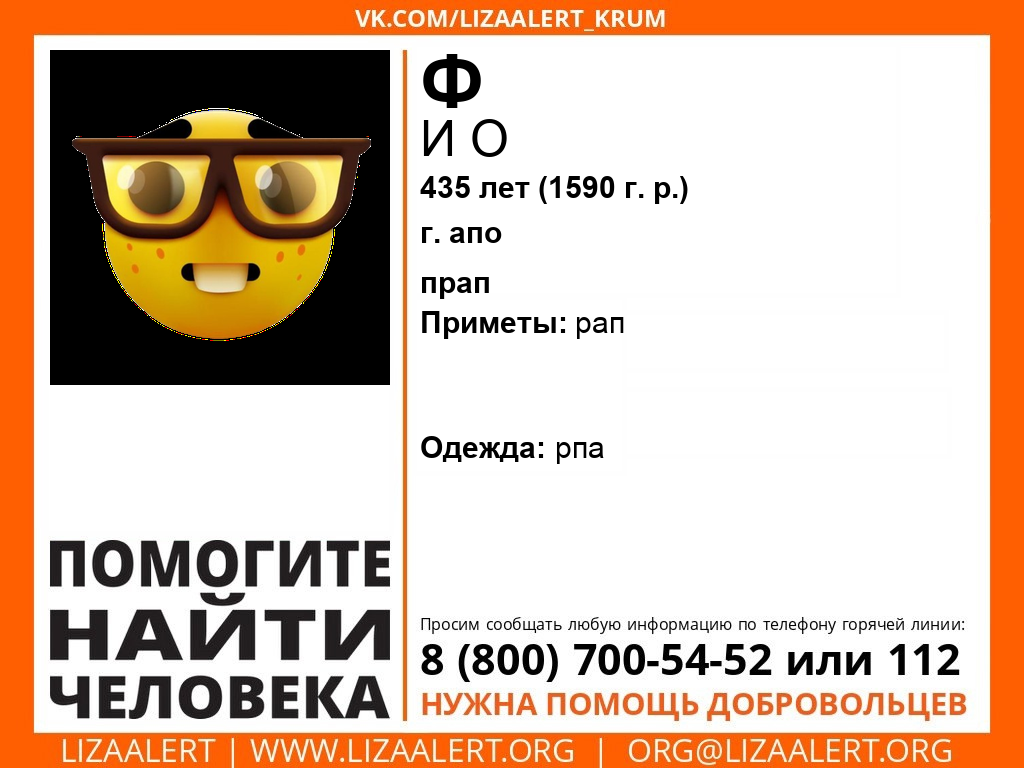 VK.COM/LIZAALERT_KRUM
Ф
И О
435 лет (1590 г. р.)
г. апо
прап
Приметы: рап
Одежда: рпа
ПОМОГИТЕ
НАЙТИ
ЧЕЛОВЕКА
Просим сообщать любую информацию по телефону горячей линии:
8 (800) 700-54-52 или 112
НУЖНА ПОМОЩЬ ДОБРОВОЛЬЦЕВ
LIZAALERT | WWW.LIZAALERT.ORG | ORG@LIZAALERT.ORG